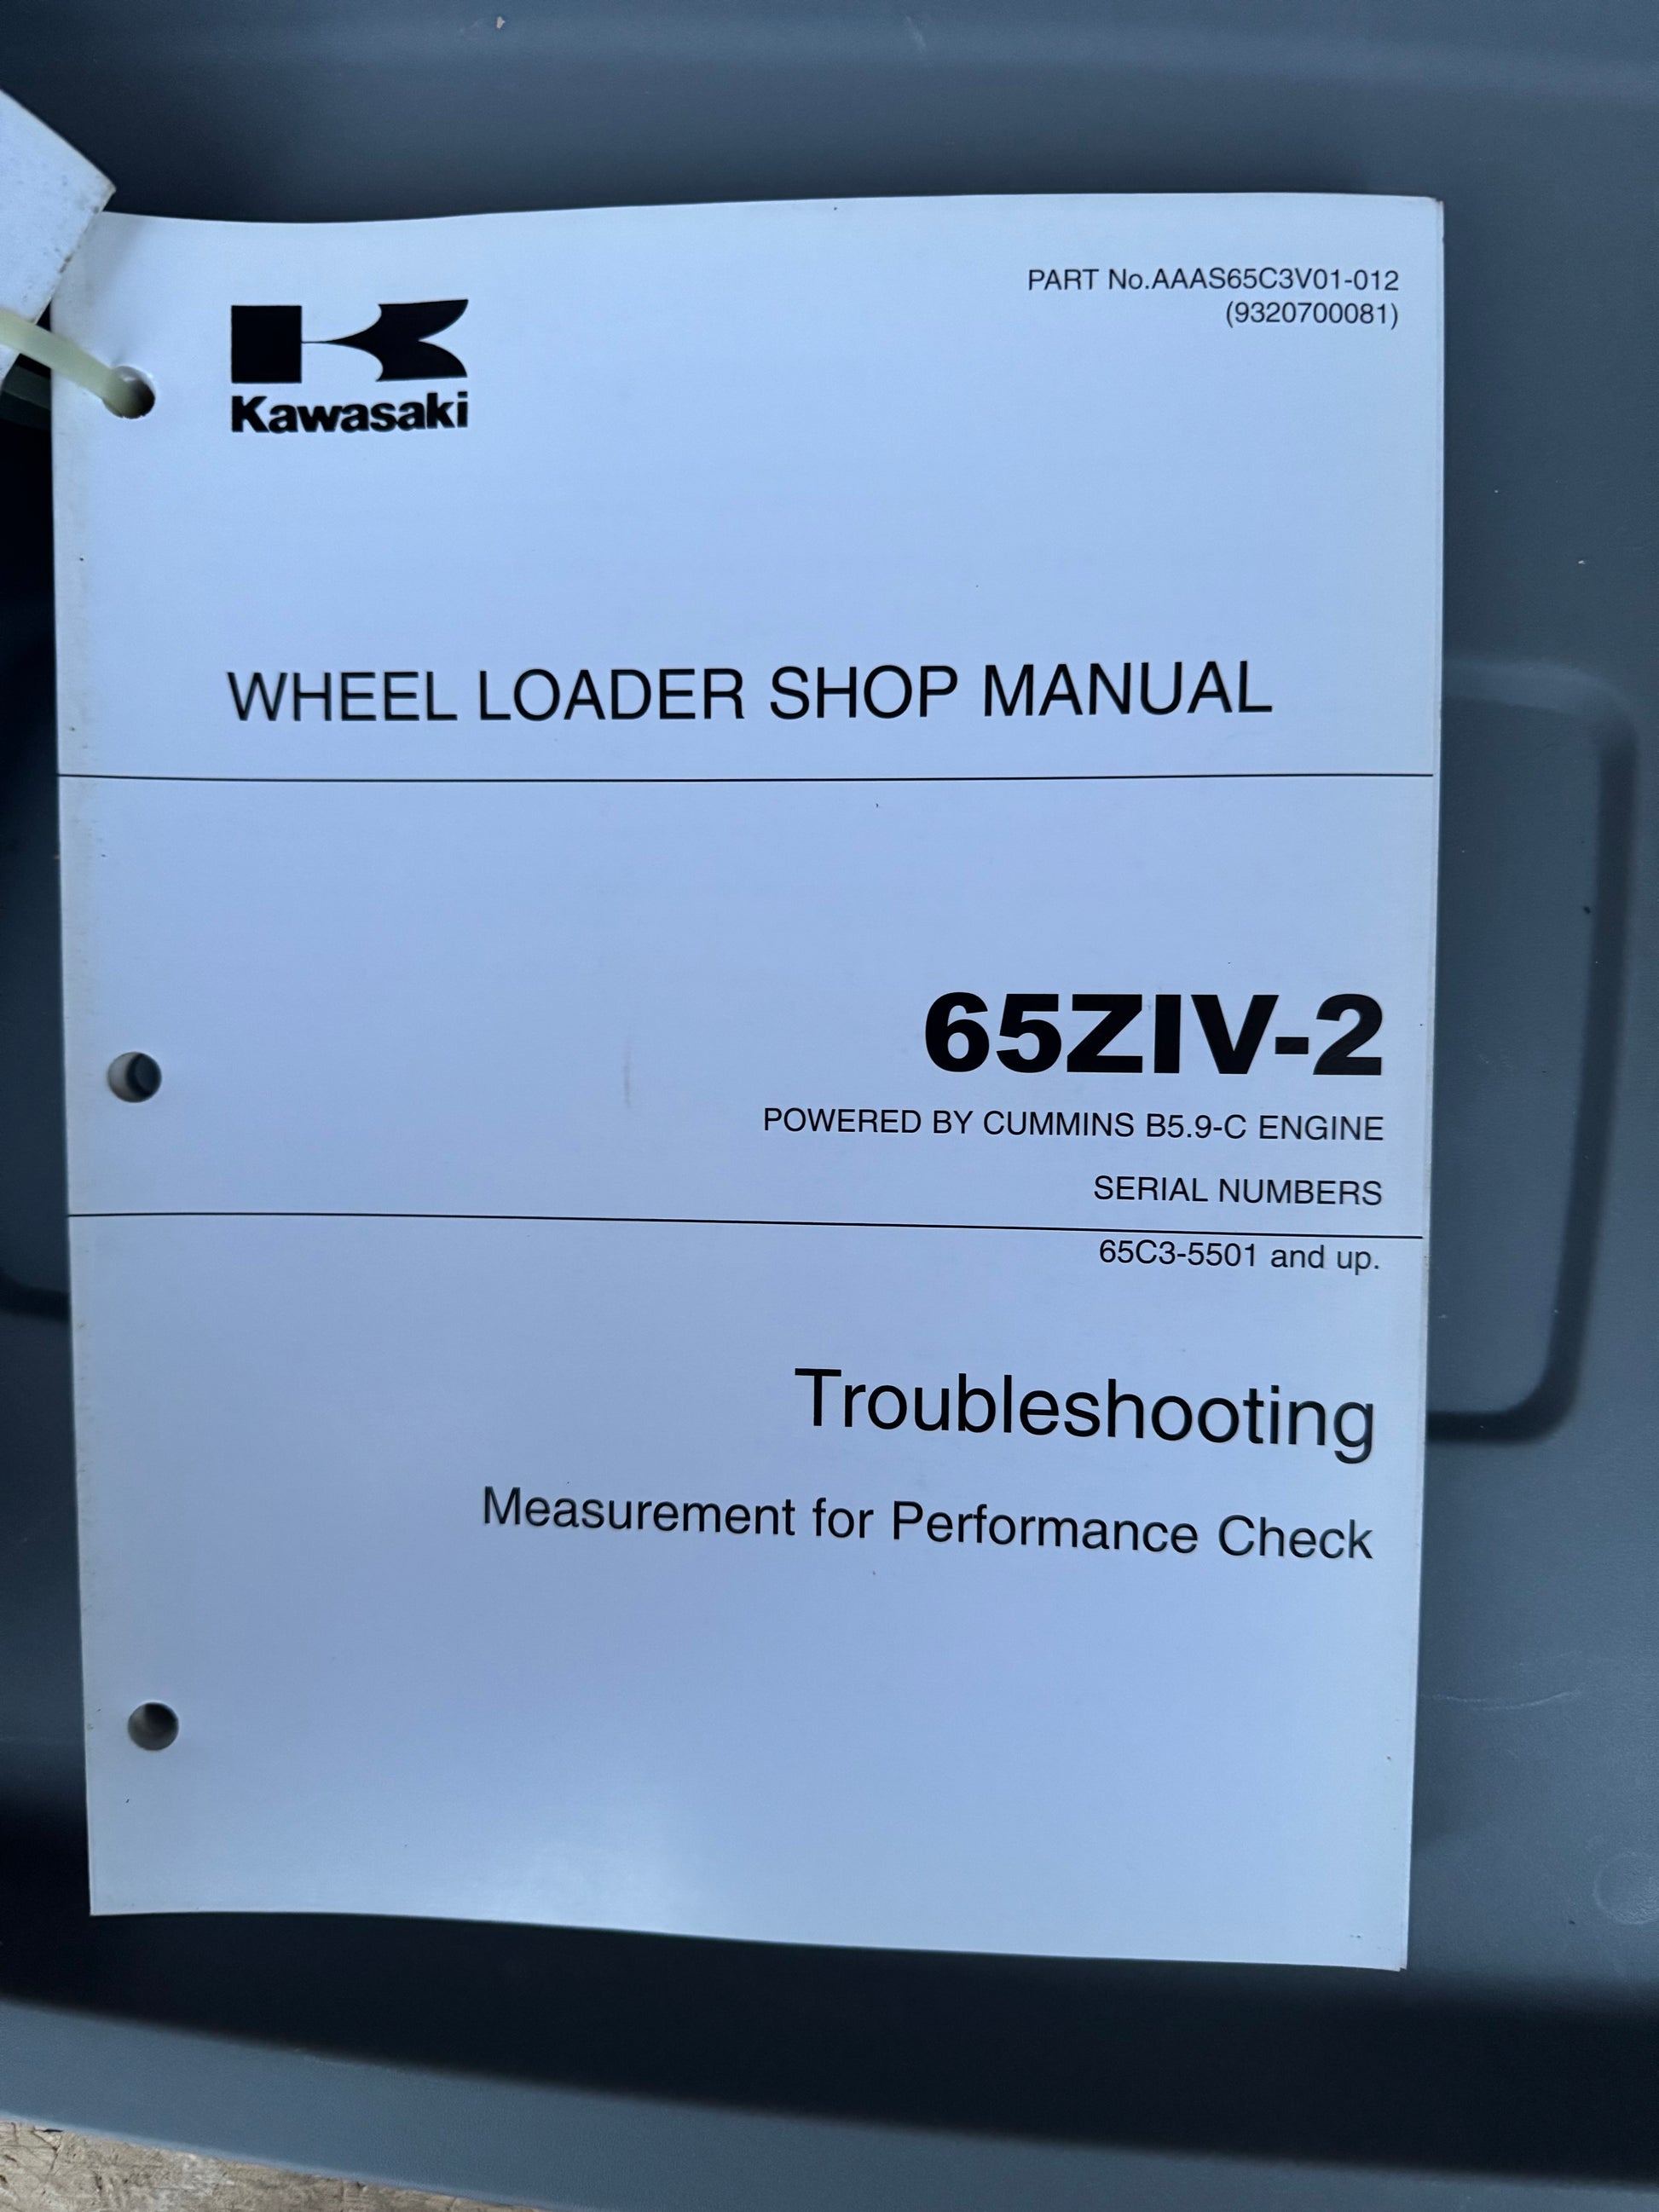 PART No.AAAS65C3V01-012
(9320700081)
Kawasaki
WHEEL LOADER SHOP MANUAL
65ZIV-2
POWERED BY CUMMINS B5.9-C ENGINE
SERIAL NUMBERS
65C3-5501 and up.
Troubleshooting
Measurement for Performance Check